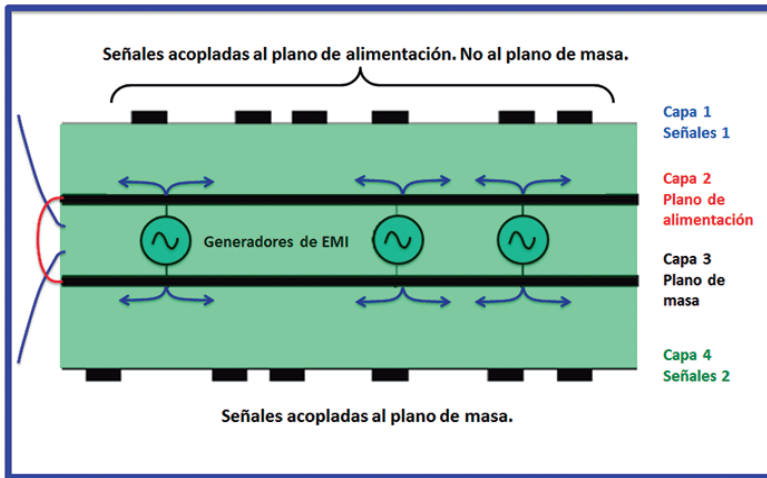 Señales acopladas al plano de alimentación. No al plano de masa.
Capa 1
Señales 1
Capa 2
Plano de
alimentación
Generadores de EMI
Capa 3
Plano de
masa
Capa 4
Señales 2
Señales acopladas al plano de masa.